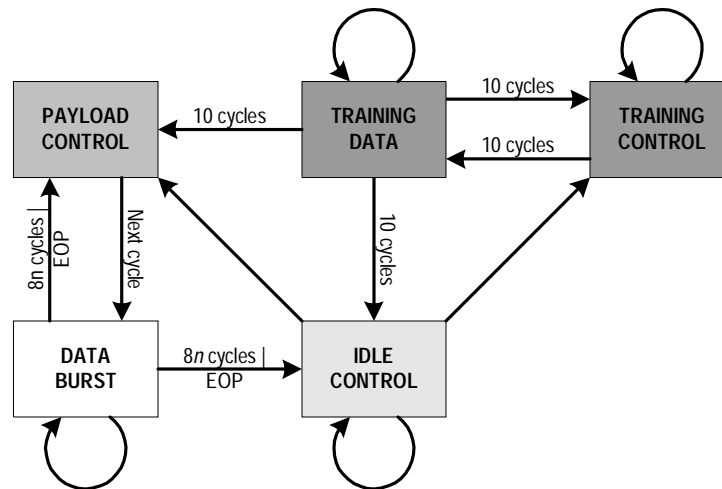 PAYLOAD
CONTROL
10 cycles
TRAINING
DATA
10 cycles
10 cycles
TRAINING
CONTROL
8n cycles |
EOP
Next
cycle
10
cycles
DATA
BURST
8n cycles |
EOP
IDLE
CONTROL